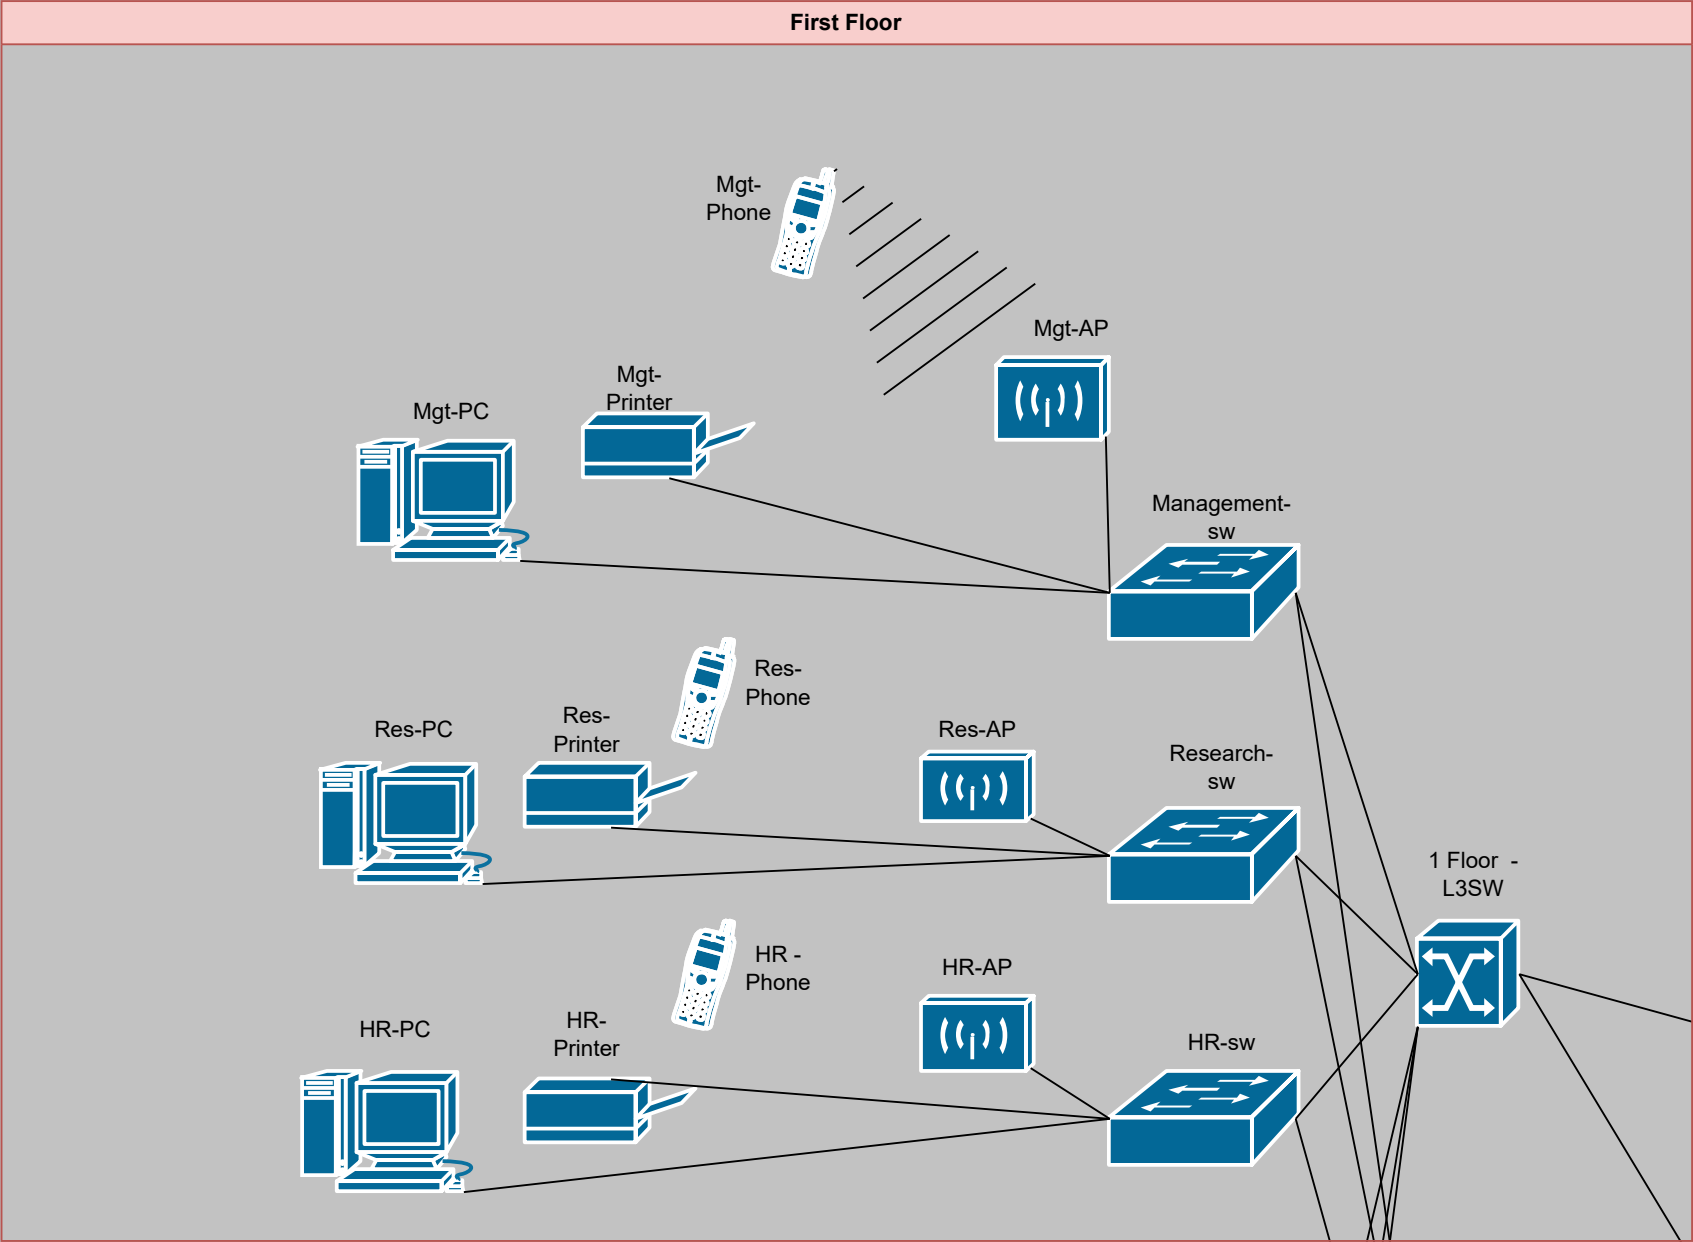 First Floor
Mgt-
Phone
Mgt-AP
Mgt-
Printer
Mgt-PC
Management-
sw
Res-
Phone
Res-PC
Res-
Printer
Res-AP
Research-
sw
1 Floor  -
L3SW
HR -
Phone
HR-AP
HR-PC
HR-
Printer
HR-sw